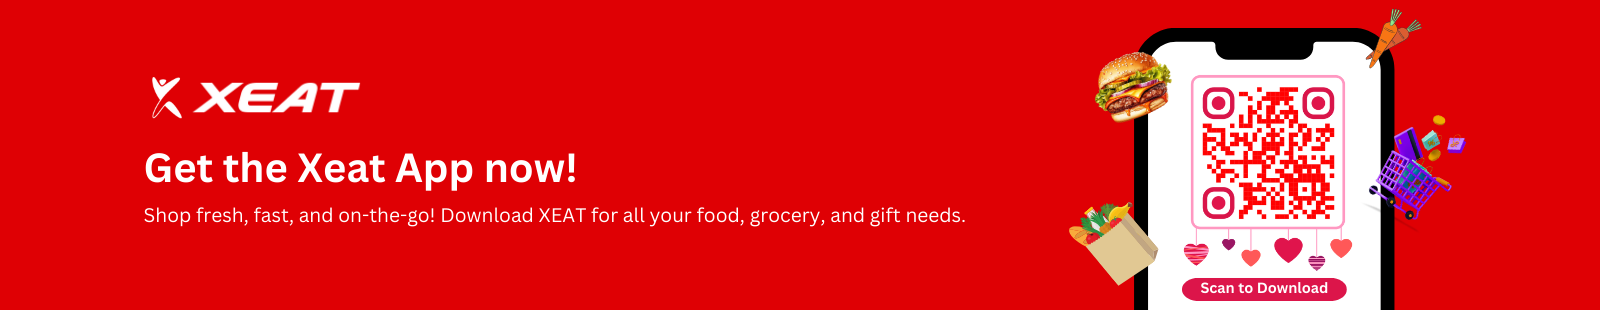 XEAT
Get the Xeat App now!
Shop fresh, fast, and on-the-go! Download XEAT for all your food, grocery, and gift needs.
Scan to Download